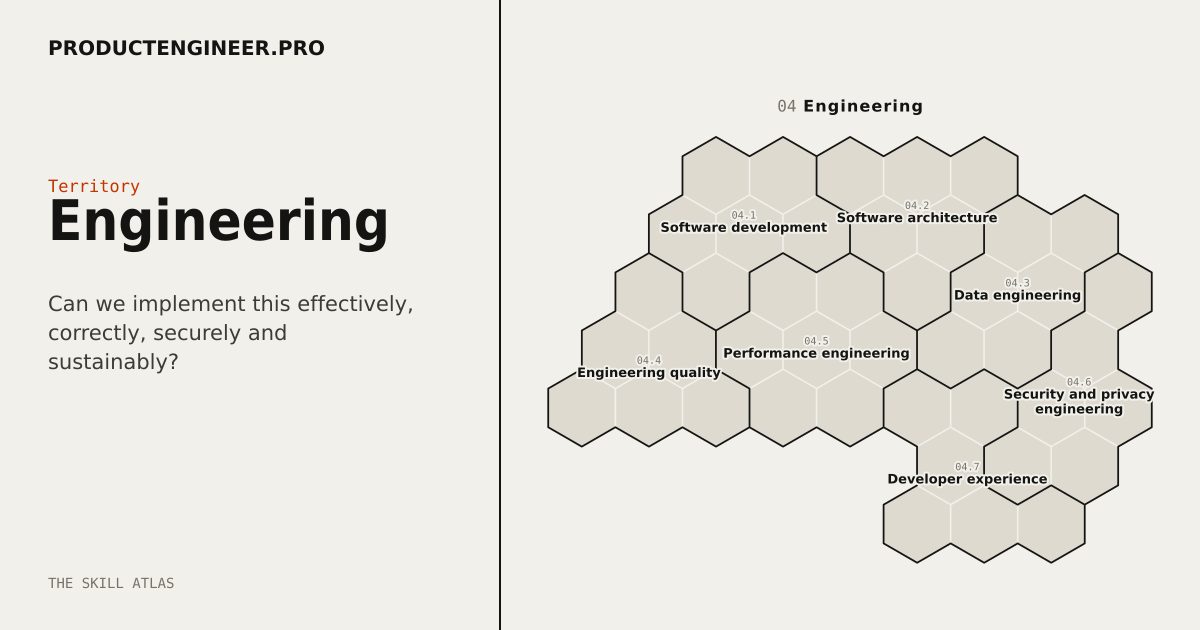 PRODUCTENGINEER.PRO
Territory
Engineering
Can we implement this effectively,
correctly, securely and
sustainably?
THE SKILL ATLAS
04 Engineering
04.1
Software development
04.2
Software architecture
04.3
Data engineering
04.4
Engineering quality
04.5
Performance engineering
04.6
Security and privacy
engineering
04.7
Developer experience